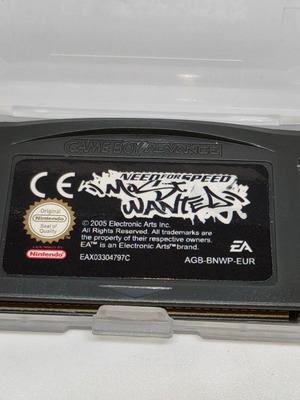 GAME BOY ADVANCE
CE
NEED FOR SPEED
MOST
WANTED
Original
Nintendo
Seal of
Quality
Nintendo
© 2005 Electronic Arts Inc.
All Rights Reserved. All trademarks are
the property of their respective owners.
EA™ is an Electronic Arts™ brand.
EA
EAX03304797C
AGB-BNWP-EUR